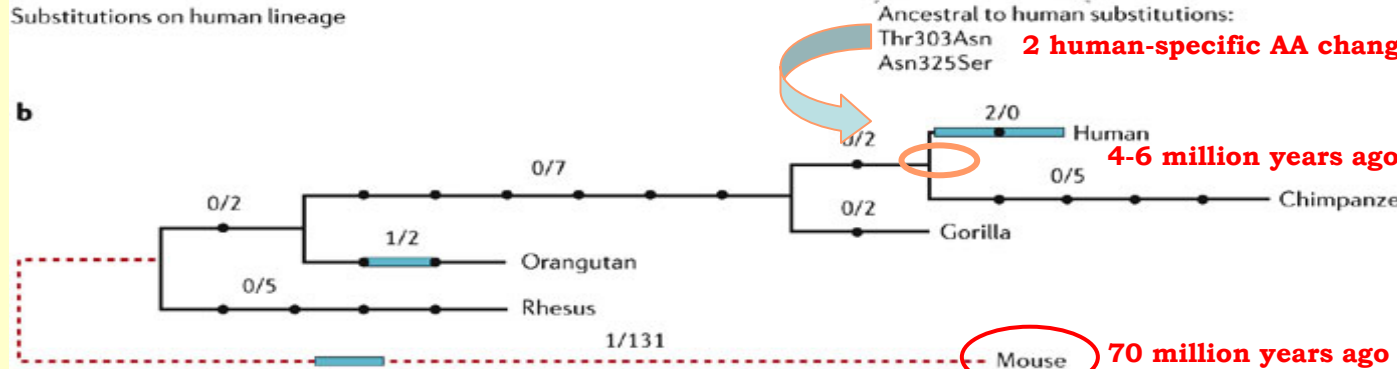 Substitutions on human lineage
Ancestral to human substitutions:
Thr303Asn
2 human-specific AA chang
Asn325Ser
b
2/0
Human
0/2
4-6 million years ago
0/7
0/5
Chimpanze
0/2
0/2
Gorilla
1/2
Orangutan
0/5
Rhesus
1/131
Mouse
70 million years ago